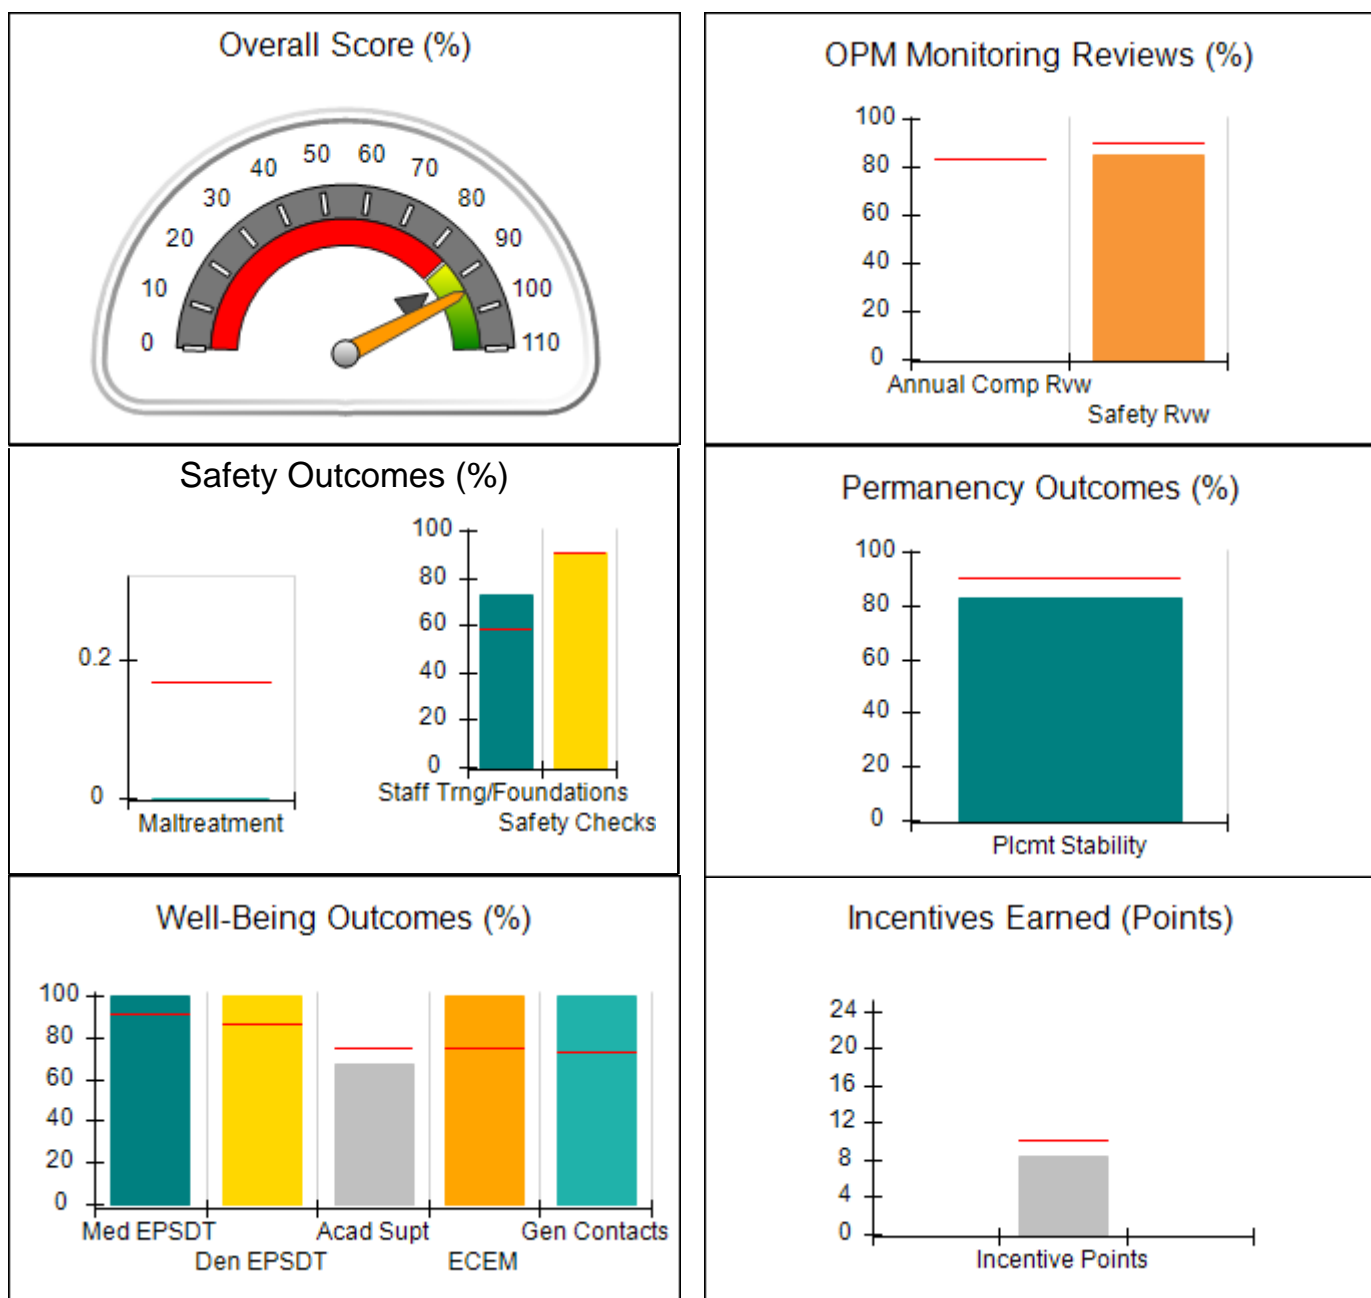 Overall Score (%)
0
10
20
30
40
50
60
70
80
90
100
110
OPM Monitoring Reviews (%)
100
80
60
40
20
0
Annual Comp Rvw
Safety Rvw
Safety Outcomes (%)
0.2
0
Maltreatment
100
80
60
40
20
0
Staff Trng/Foundations
Safety Checks
Permanency Outcomes (%)
100
80
60
40
20
0
Plcmt Stability
Well-Being Outcomes (%)
100
80
60
40
20
0
Med EPSDT
Den EPSDT
Acad Supt
ECEM
Gen Contacts
Incentives Earned (Points)
24
20
16
12
8
4
0
Incentive Points